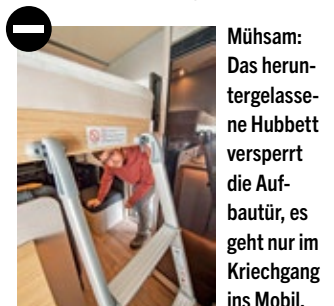 Mühsam:
Das herun-
tergelasse-
ne Hubbett
versperrt
die Auf-
bautür, es
geht nur im
Kriechgang
ins Mobil.